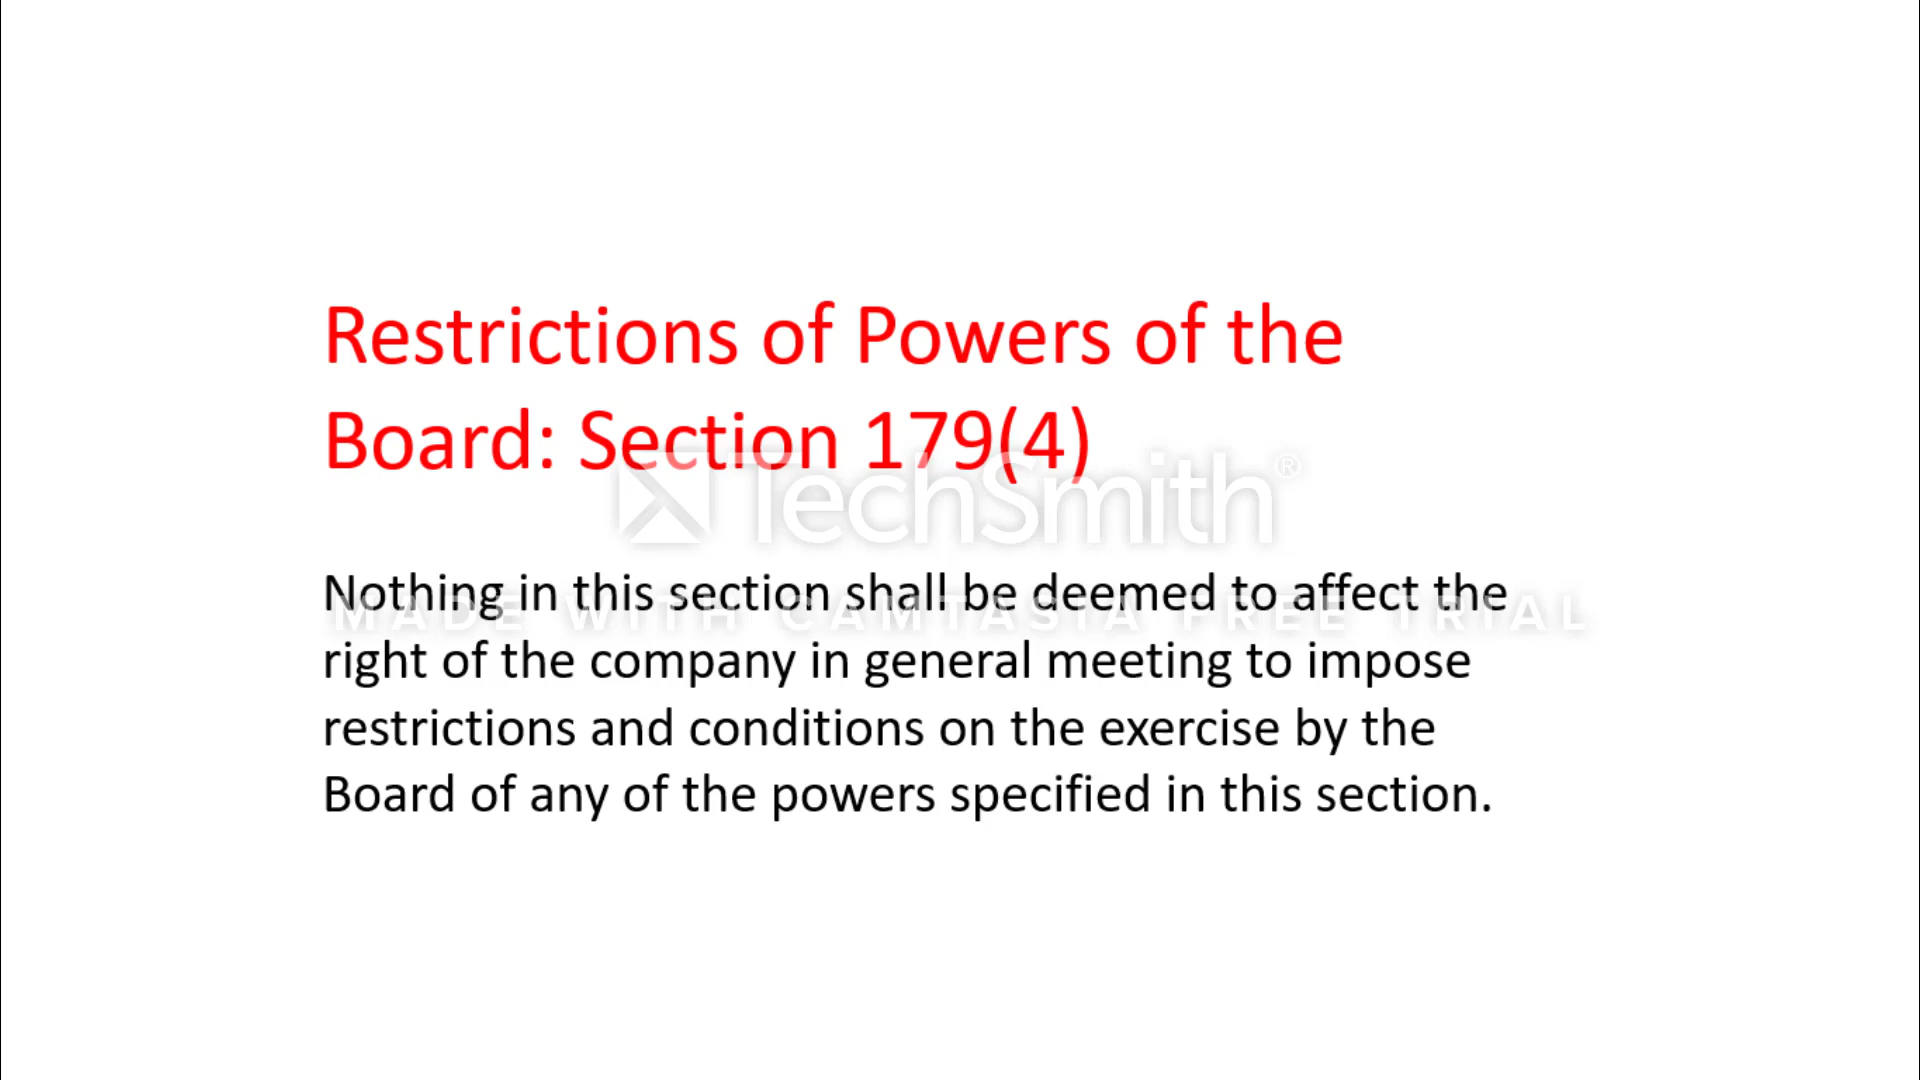 Restrictions of Powers of the
Board: Section 179(4)
TechSmith®
Nothing in this section shall be deemed to affect the
MADE WITH CAMTASIA FREE TRIAL
right of the company in general meeting to impose
restrictions and conditions on the exercise by the
Board of any of the powers specified in this section.